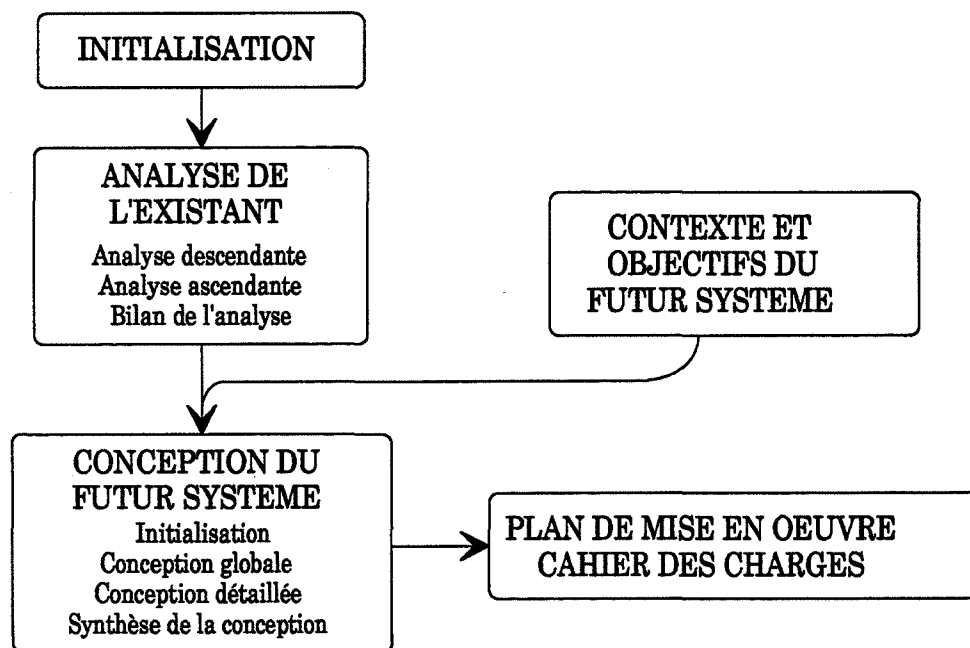 INITIALISATION
ANALYSE DE
L'EXISTANT
Analyse descendante
Analyse ascendante
Bilan de l'analyse
CONTEXTE ET
OBJECTIFS DU
FUTUR SYSTEME
CONCEPTION DU
FUTUR SYSTEME
Initialisation
Conception globale
Conception détaillée
Synthèse de la conception
PLAN DE MISE EN OEUVRE
CAHIER DES CHARGES